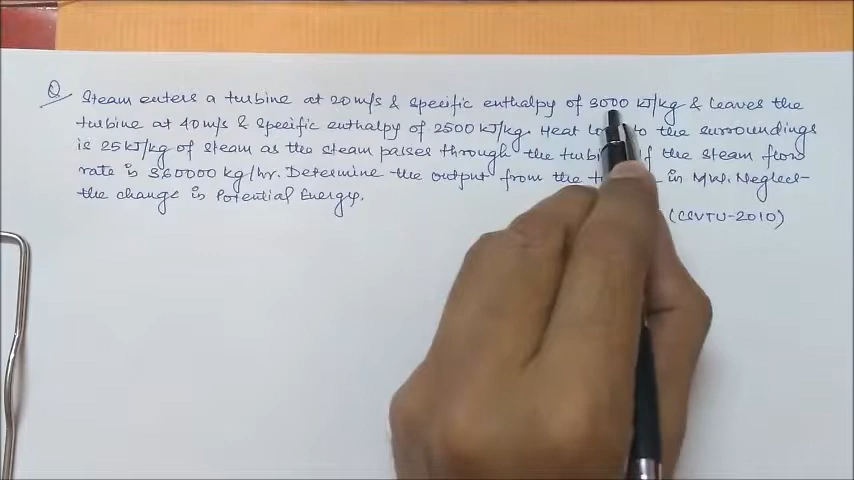 Q Steam enters a turbine at 20 m/s & specific enthalpy of 3000 kJ/kg & leaves the
turbine at 40 m/s & specific enthalpy of 2500 kJ/kg. Heat to the surroundings
is 25 kJ/kg of steam as the steam passes through the if the steam flow
rate is 360000 kg/hr. Determine the output from the in MW. Neglect
the change in Potential Energy.
(CSVTU-2010)